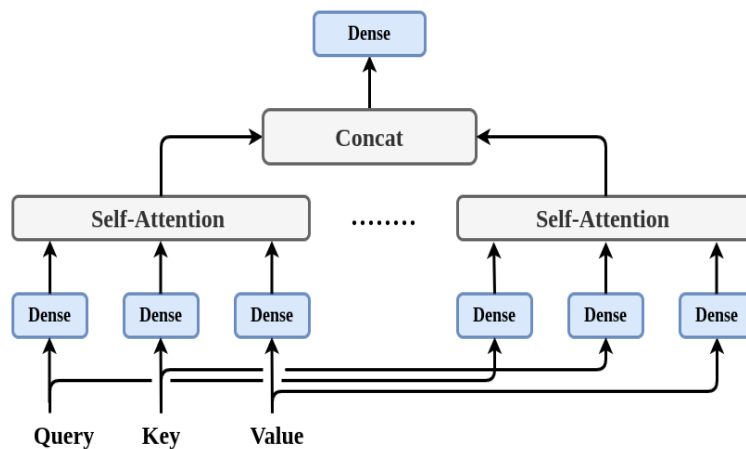 Dense
Concat
Self-Attention ........ Self-Attention
Dense Dense Dense Dense Dense Dense
Query Key Value